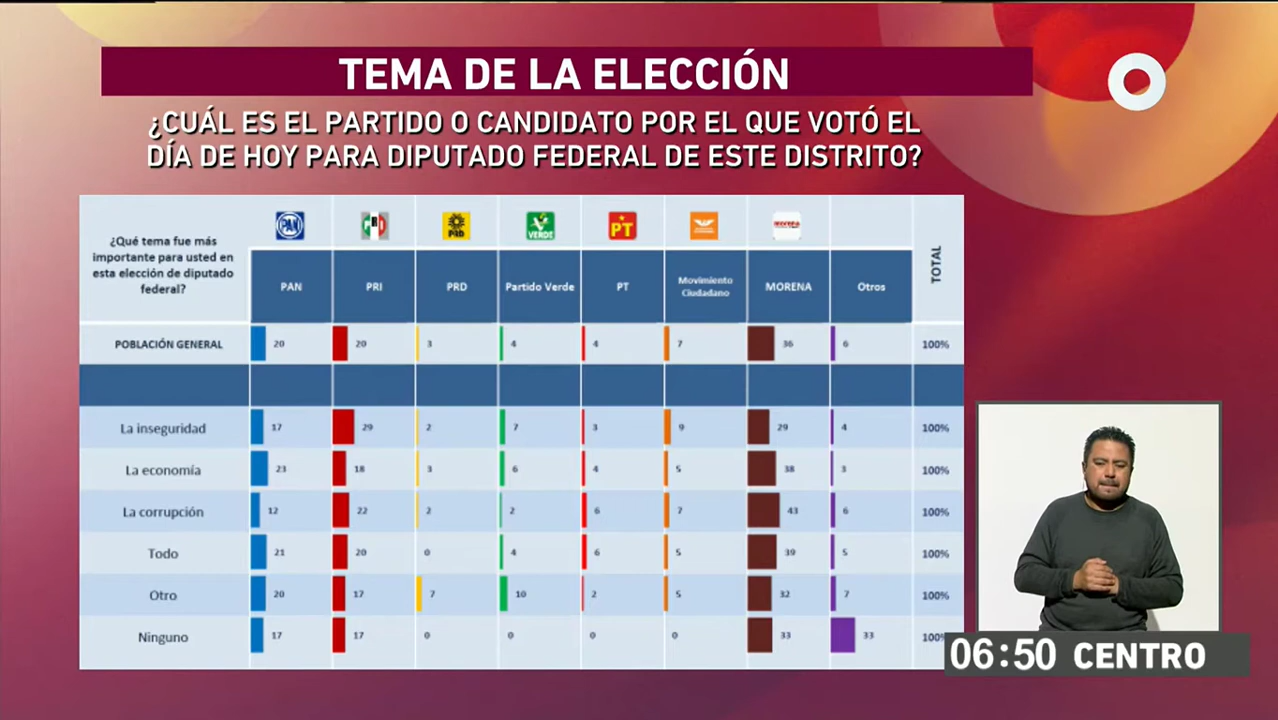 TEMA DE LA ELECCIÓN
¿CUÁL ES EL PARTIDO O CANDIDATO POR EL QUE VOTÓ EL
DÍA DE HOY PARA DIPUTADO FEDERAL DE ESTE DISTRITO?
¿Qué tema fue más
importante para usted en
esta elección de diputado
federal?
PAN PRI PRD VERDE PT morena
PAN PRI PRD Partido Verde PT Movimiento Ciudadano MORENA Otros TOTAL
POBLACIÓN GENERAL 20 20 3 4 4 7 36 6 100%
La inseguridad 17 29 2 7 3 9 29 4 100%
La economía 23 18 3 6 4 5 38 3 100%
La corrupción 12 22 2 2 6 7 43 6 100%
Todo 21 20 0 4 6 5 39 5 100%
Otro 20 17 7 10 2 5 32 7 100%
Ninguno 17 17 0 0 0 0 33 33 100%
06:50 CENTRO